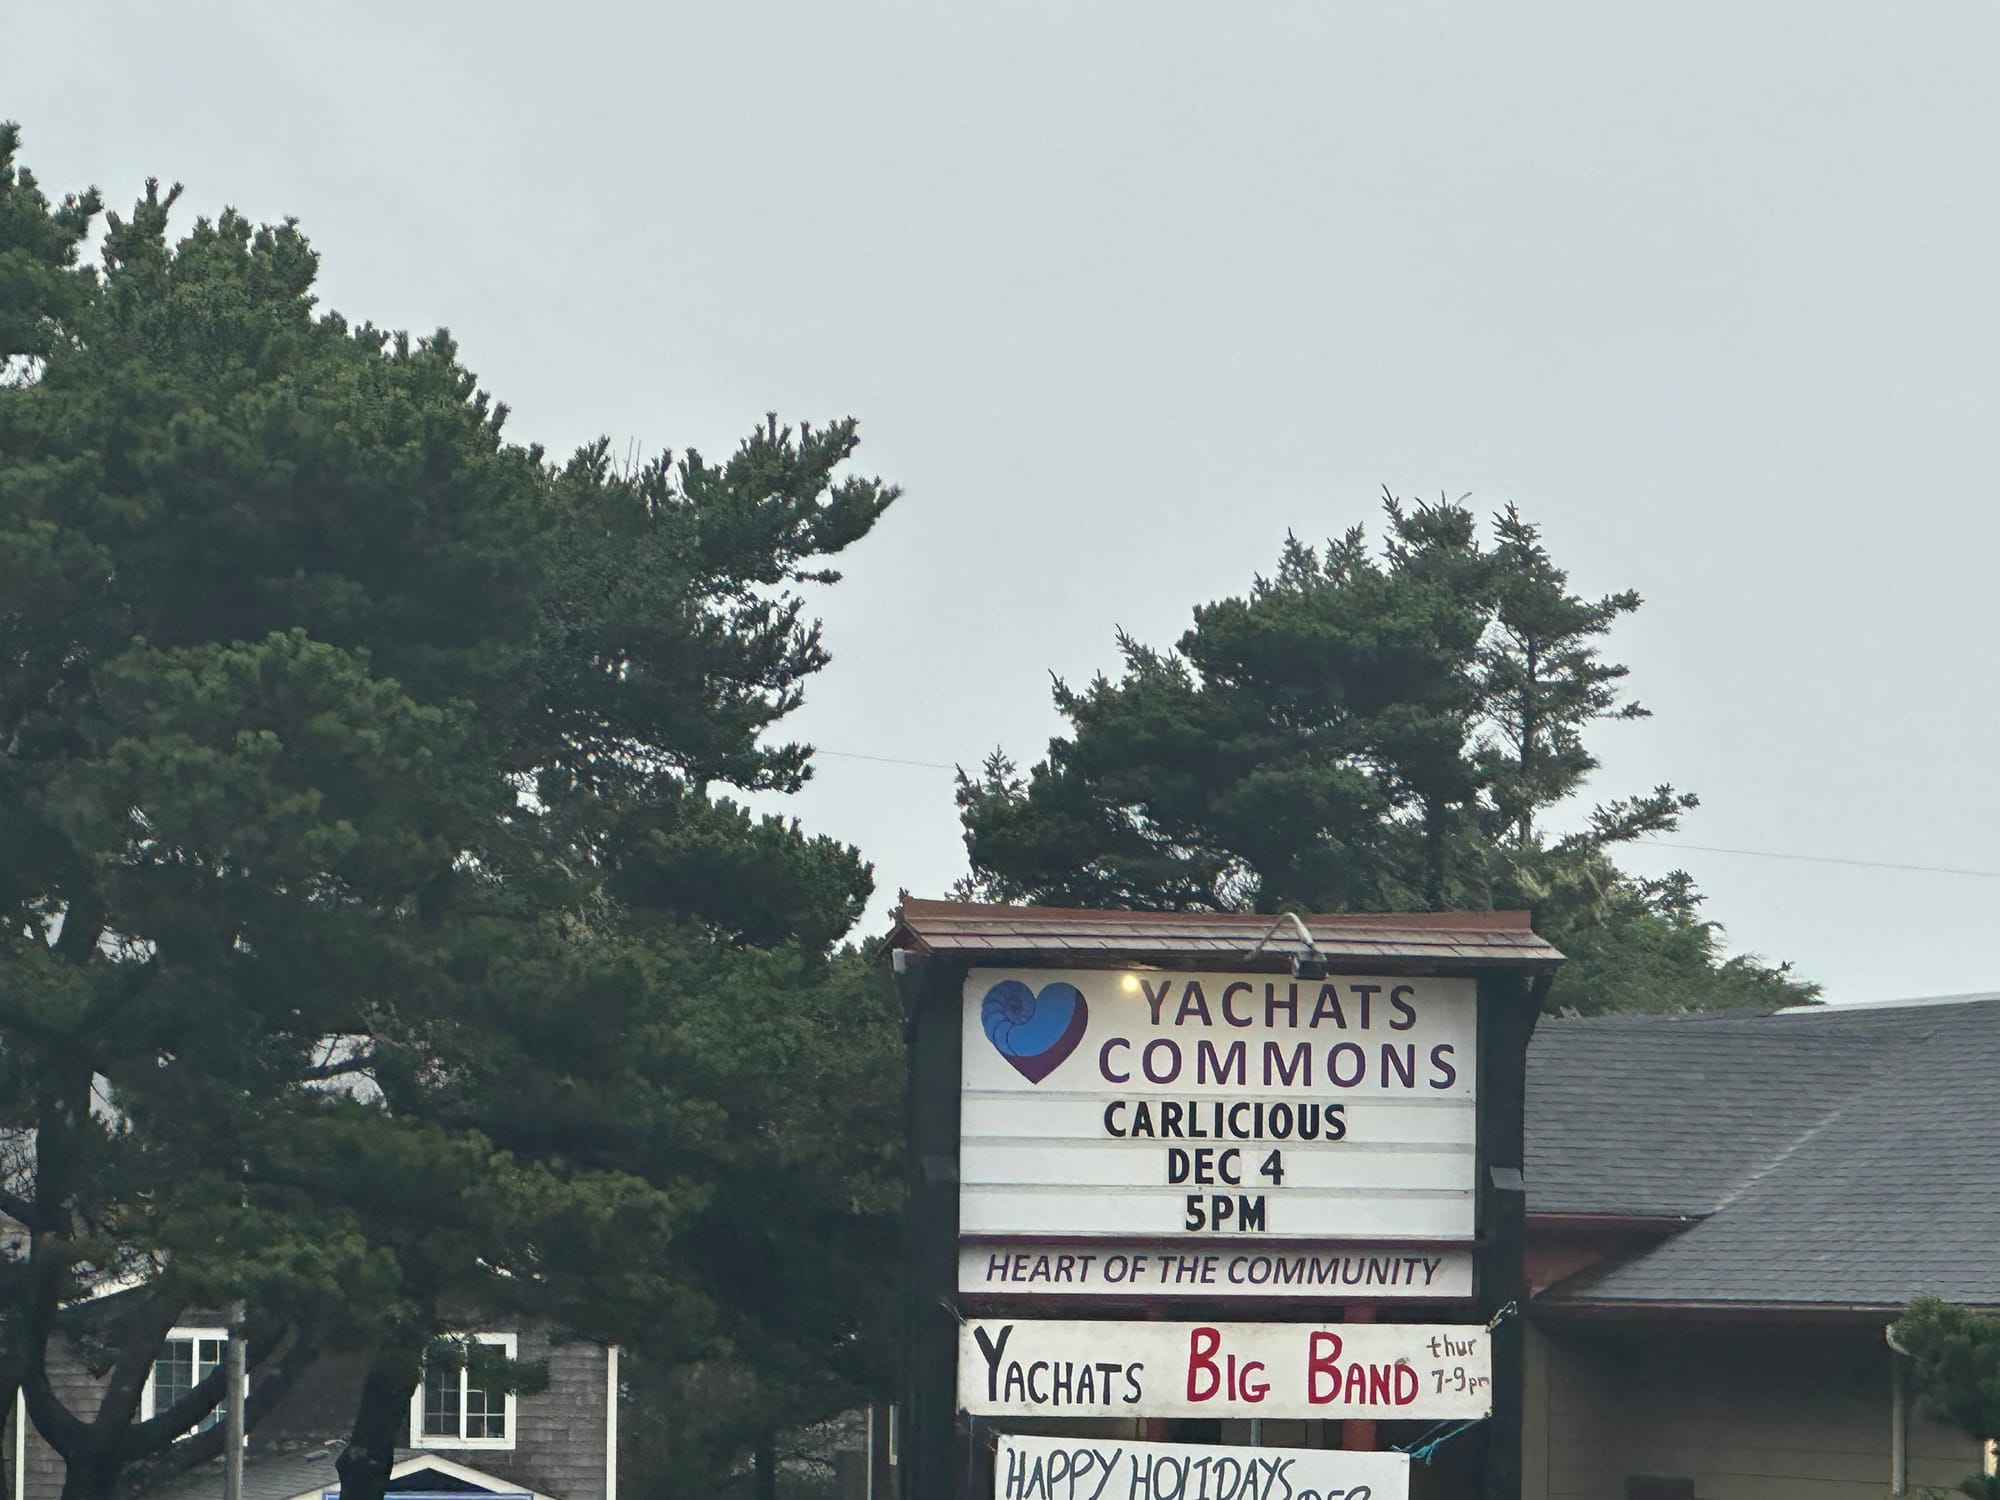 YACHATS
COMMONS
CARLICIOUS
DEC 4
5PM
HEART OF THE COMMUNITY
YACHATS BIG BAND thur
7-9pm
HAPPY HOLIDAYS